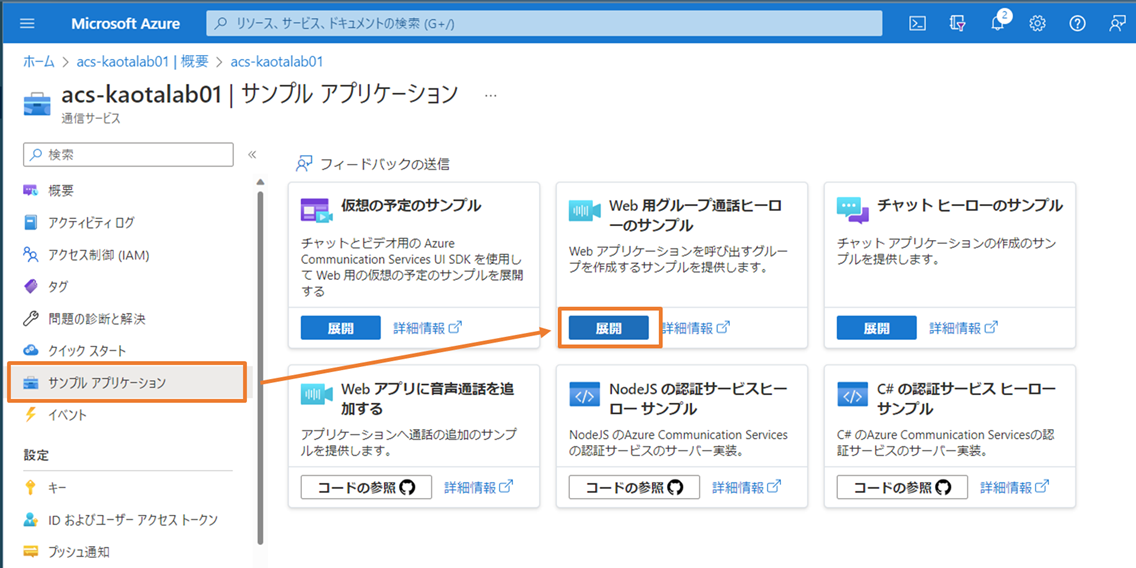 Microsoft Azure
リソース、サービス、ドキュメントの検索 (G+/)
2
ホーム > acs-kaotalab01 | 概要 > acs-kaotalab01
acs-kaotalab01 | サンプル アプリケーション ...
通信サービス
検索
«
概要
アクティビティ ログ
アクセス制御 (IAM)
タグ
問題の診断と解決
クイック スタート
サンプル アプリケーション
イベント
設定
キー
ID およびユーザー アクセス トークン
プッシュ通知
フィードバックの送信
仮想の予定のサンプル
チャットとビデオ用の Azure
Communication Services UI SDK を使用し
て Web 用の仮想の予定のサンプルを展開
する
展開 詳細情報
Web 用グループ通話ヒーロ
ーのサンプル
Web アプリケーションを呼び出すグルー
プを作成するサンプルを提供します。
展開 詳細情報
チャット ヒーローのサンプル
チャット アプリケーションの作成のサン
プルを提供します。
展開 詳細情報
Web アプリに音声通話を追
加する
アプリケーションへ通話の追加のサンプ
ルを提供します。
コードの参照 詳細情報
NodeJS の認証サービスヒー
ロー サンプル
NodeJS のAzure Communication Services
の認証サービスのサーバー実装。
コードの参照 詳細情報
C# の認証サービス ヒーロー
サンプル
C# のAzure Communication Servicesの認
証サービスのサーバー実装。
コードの参照 詳細情報